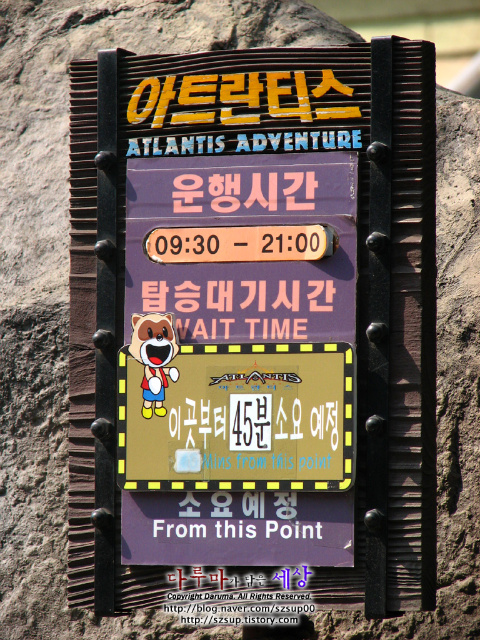 아트란티스
ATLANTIS ADVENTURE
운행시간
09:30 – 21:00
탑승대기시간
WAIT TIME
ATLANTIS
이곳부터 45분 소요 예정
Mins from this point
소요예정
From this Point
다루마가 담은 세상
Copyright Daruma. All Rights Reserved.
http://blog.naver.com/szsup00
http://szsup.tistory.com